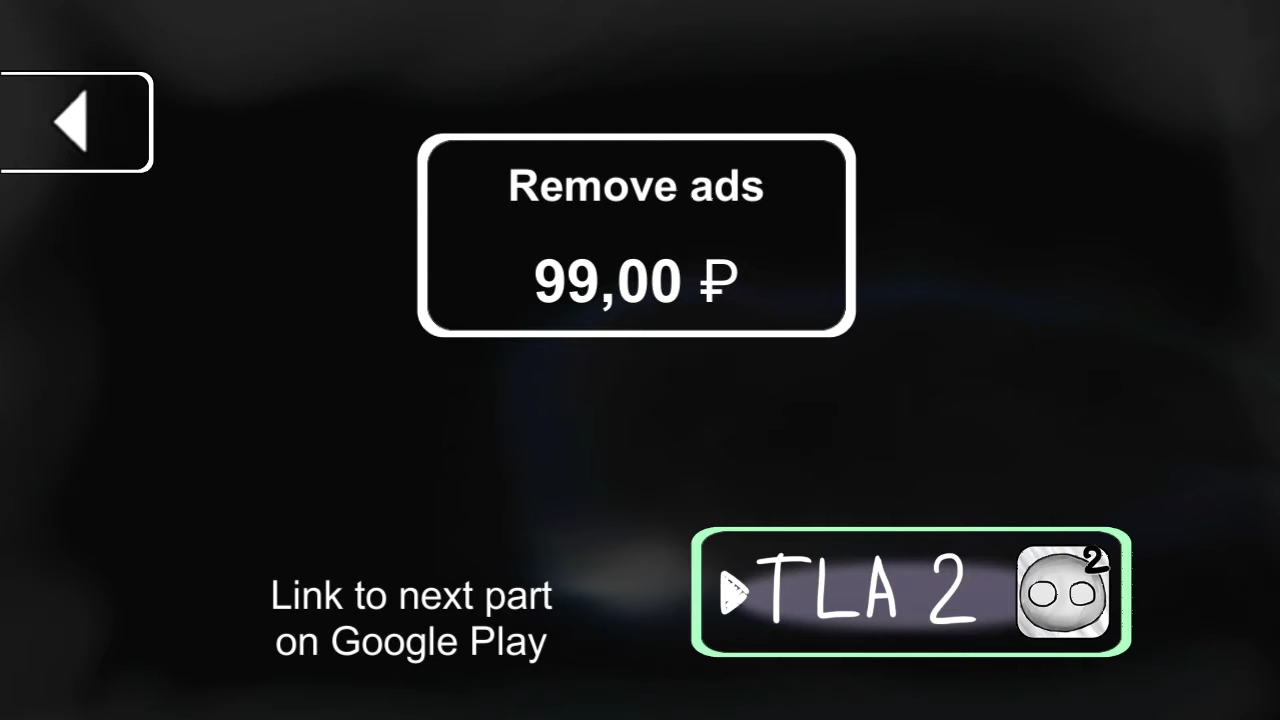 Remove ads
99,00 ₽
Link to next part
on Google Play
TLA 2
2